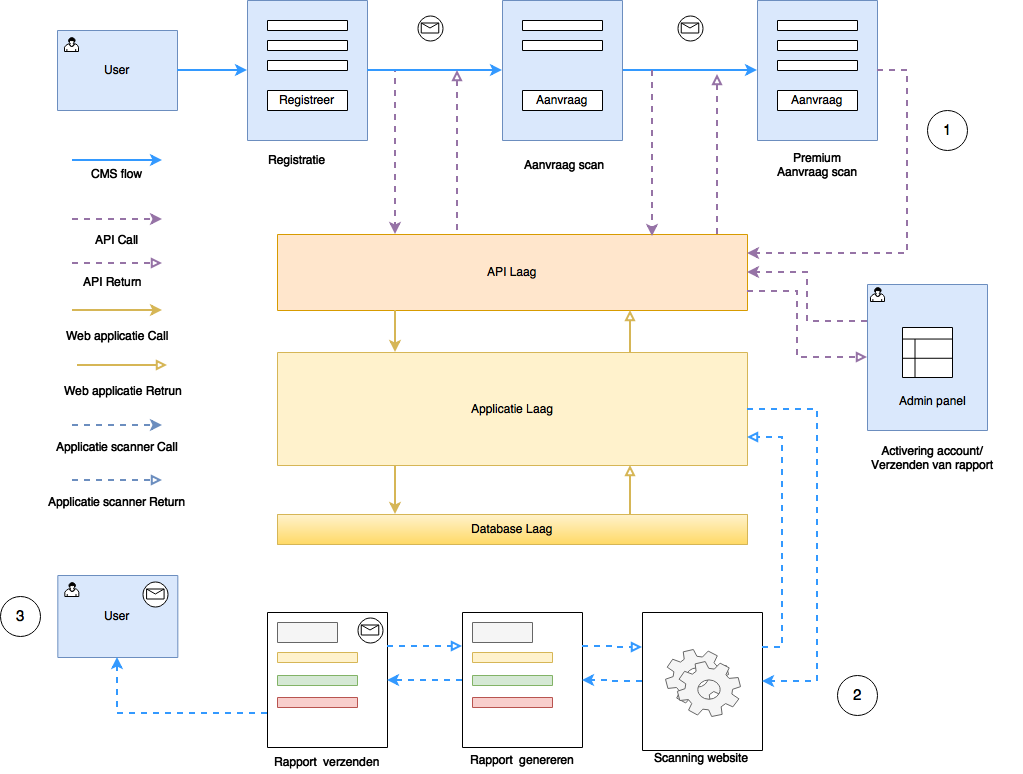 User
Registreer
Registratie
Aanvraag
Aanvraag scan
Aanvraag
Premium
Aanvraag scan
1
CMS flow
API Call
API Return
Web applicatie Call
Web applicatie Retrun
Applicatie scanner Call
Applicatie scanner Return
API Laag
Applicatie Laag
Database Laag
Admin panel
Activering account/
Verzenden van rapport
3
User
2
Rapport verzenden
Rapport genereren
Scanning website